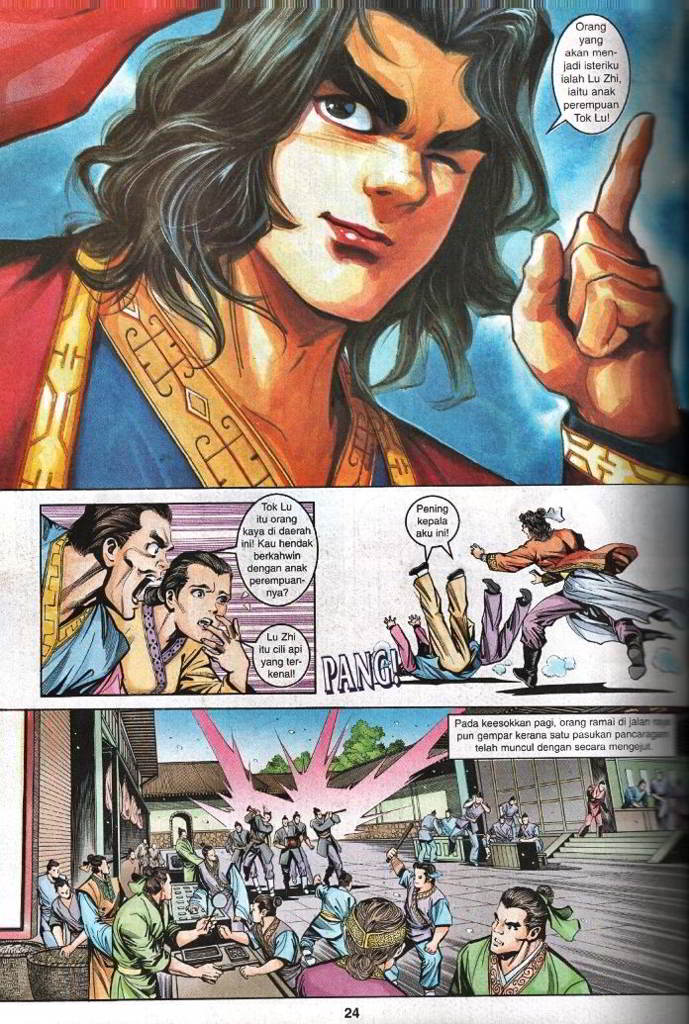 Orang
yang
akan men-
jadi isteriku
ialah Lu Zhi,
iaitu anak
perempuan
Tok Lu!
Tok Lu
itu orang
kaya di daerah
ini! Kau hendak
berkahwin
dengan anak
perempuan-
nya?
Lu Zhi
itu cili api
yang ter-
kenal!
Pening
kepala
aku ini!
PANG!
Pada keesokkan pagi, orang ramai di jalan raya
pun gempar kerana satu pasukan pancaragam
telah muncul dengan secara mengejut.
24